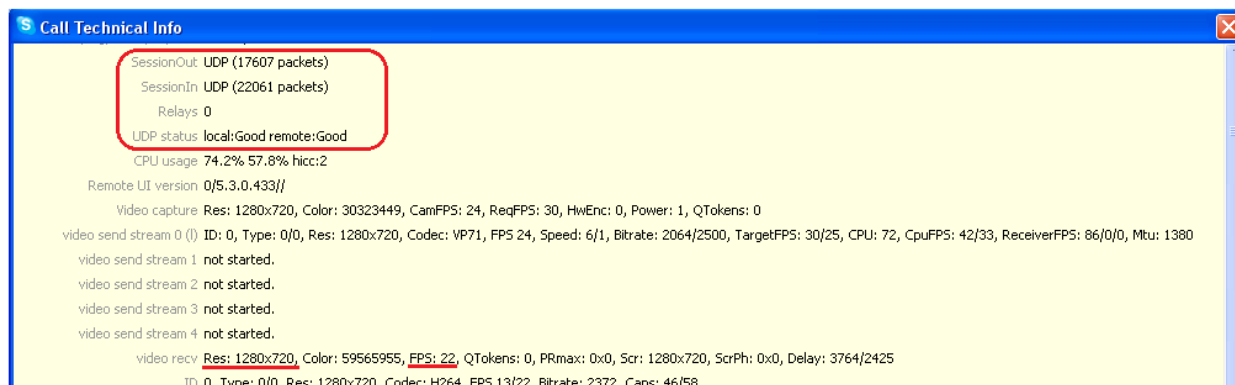 Call Technical Info
SessionOut UDP (17607 packets)
SessionIn UDP (22061 packets)
Relays 0
UDP status local:Good remote:Good
CPU usage 74.2% 57.8% hicc:2
Remote UI version 0/5.3.0.433//
Video capture Res: 1280x720, Color: 30323449, CamFPS: 24, ReqFPS: 30, HwEnc: 0, Power: 1, QTokens: 0
video send stream 0 (l) ID: 0, Type: 0/0, Res: 1280x720, Codec: VP71, FPS 24, Speed: 6/1, Bitrate: 2064/2500, TargetFPS: 30/25, CPU: 72, CpuFPS: 42/33, ReceiverFPS: 86/0/0, Mtu: 1380
video send stream 1 not started.
video send stream 2 not started.
video send stream 3 not started.
video send stream 4 not started.
video recv Res: 1280x720, Color: 59565955, FPS: 22, QTokens: 0, PRmax: 0x0, Scr: 1280x720, ScrPh: 0x0, Delay: 3764/2425
ID 0, Type: 0/0, Res: 1280x720, Codec: H264, FPS 13/22, Bitrate: 2372, Caps: 46/58